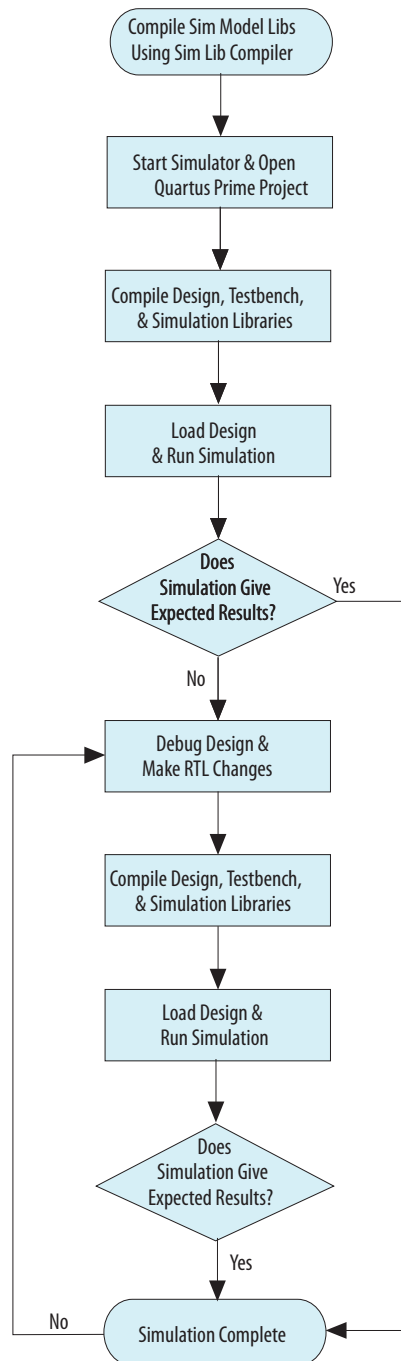 Compile Sim Model Libs
Using Sim Lib Compiler
Start Simulator & Open
Quartus Prime Project
Compile Design, Testbench,
& Simulation Libraries
Load Design
& Run Simulation
Does
Simulation Give
Expected Results?
Yes
No
Debug Design &
Make RTL Changes
Compile Design, Testbench,
& Simulation Libraries
Load Design &
Run Simulation
Does
Simulation Give
Expected Results?
Yes
No
Simulation Complete